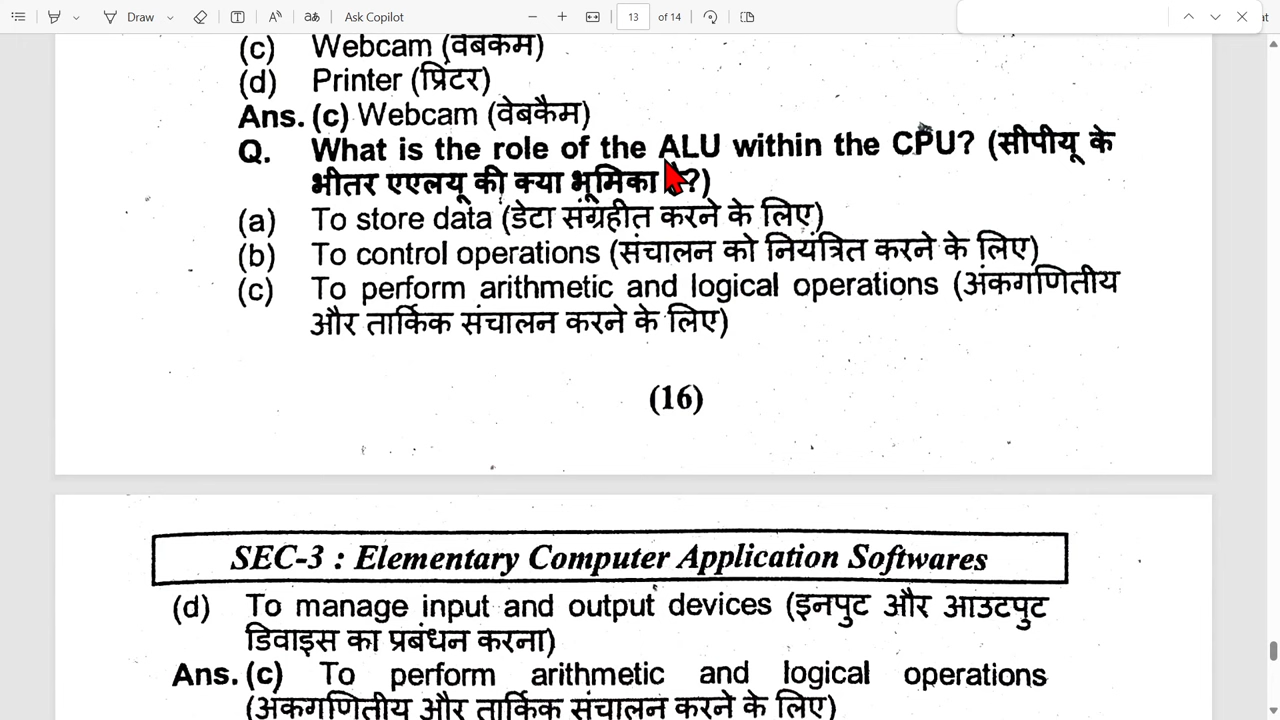 Draw
Ask Copilot
13 of 14
(c) Webcam (वेबकैम)
(d) Printer (प्रिंटर)
Ans. (c) Webcam (वेबकैम)
Q. What is the role of the ALU within the CPU? (सीपीयू के
भीतर एएलयू की क्या भूमिका ?)
(a) To store data (डेटा संग्रहीत करने के लिए)
(b) To control operations (संचालन को नियंत्रित करने के लिए)
(c) To perform arithmetic and logical operations (अंकगणितीय
और तार्किक संचालन करने के लिए)
(16)
SEC-3 : Elementary Computer Application Softwares
(d) To manage input and output devices (इनपुट और आउटपुट
डिवाइस का प्रबंधन करना)
Ans. (c) To perform arithmetic and logical operations
(अंकगणितीय और तार्किक संचालन करने के लिए)